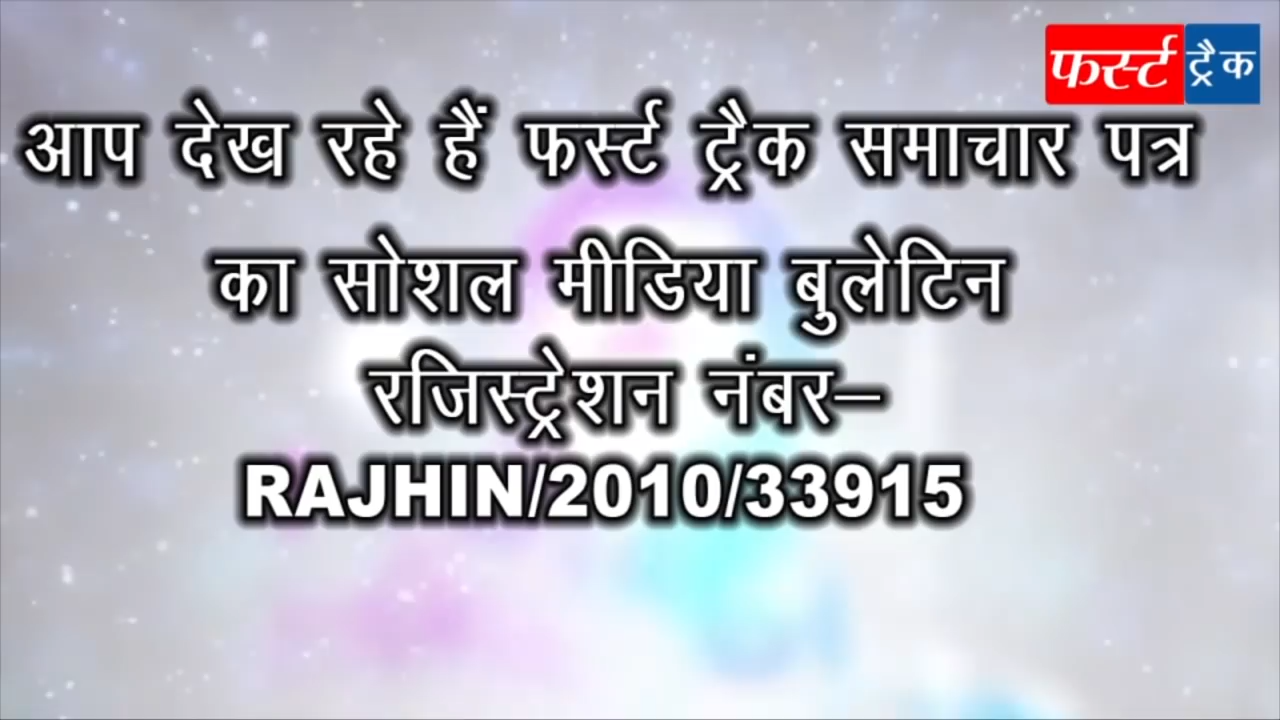 फर्स्ट ट्रैक
आप देख रहे हैं फर्स्ट ट्रैक समाचार पत्र
का सोशल मीडिया बुलेटिन
रजिस्ट्रेशन नंबर–
RAJHIN/2010/33915